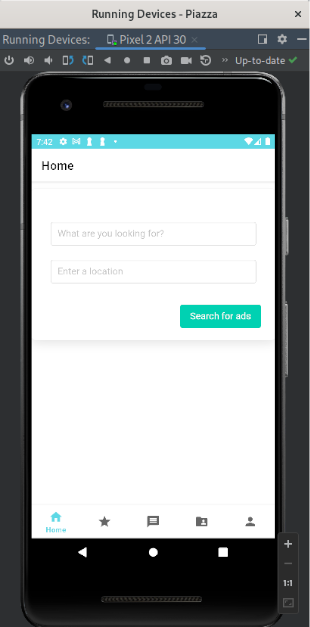 Running Devices - Piazza
Running Devices:
Pixel 2 API 30
Up-to-date
7:42
Home
What are you looking for?
Enter a location
Search for ads
Home
1:1